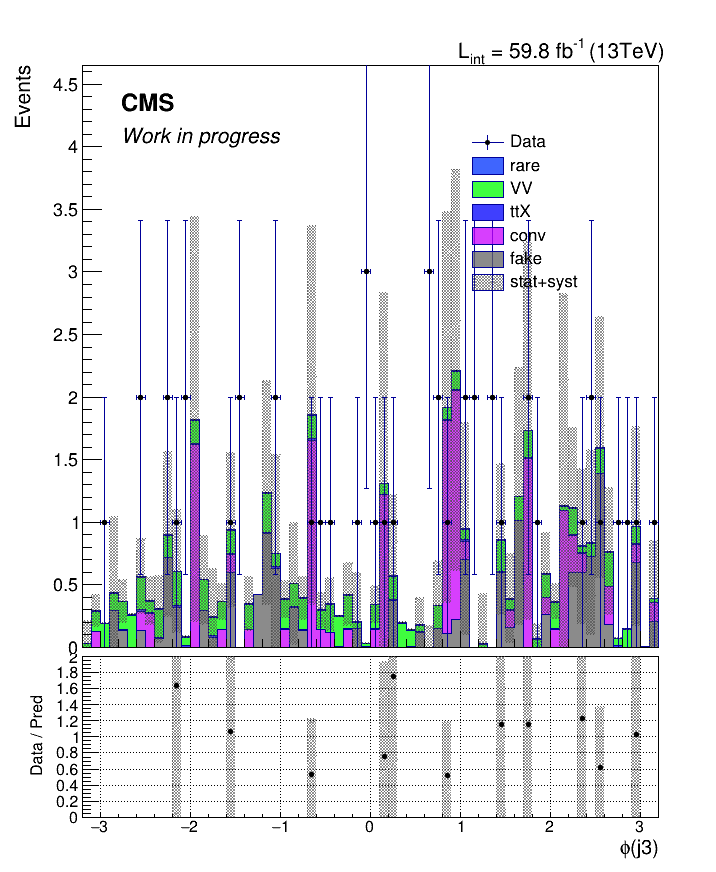 L_int = 59.8 fb^-1 (13TeV)
Events
CMS
Work in progress
Data
rare
VV
ttX
conv
fake
stat+syst
4.5
4
3.5
3
2.5
2
1.5
1
0.5
0
Data / Pred
2
1.8
1.6
1.4
1.2
1
0.8
0.6
0.4
0.2
0
−3 −2 −1 0 1 2 3
ϕ(j3)